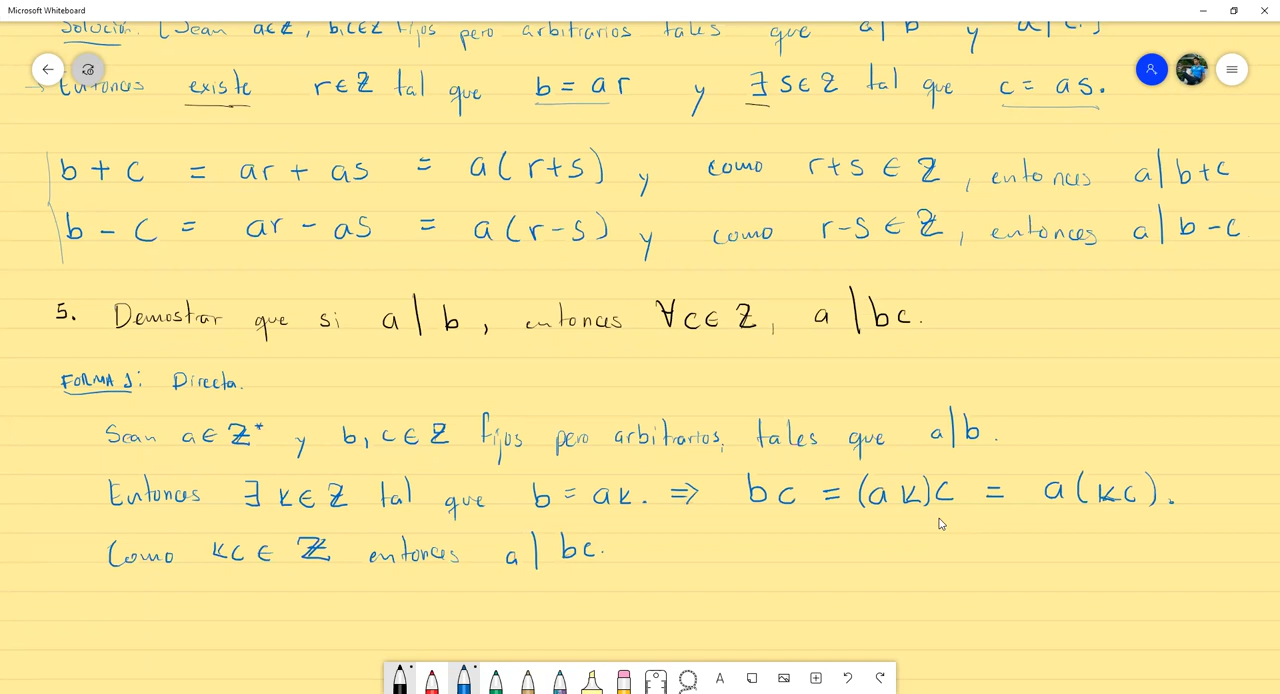 Microsoft Whiteboard
Solución. (Sean a∈ℤ, b,c∈ℤ fijos pero arbitrarios tales que a|b y a|c.)
→ Entonces existe r∈ℤ tal que b = ar y ∃ s∈ℤ tal que c = as.
b + c = ar + as = a(r+s) y como r+s ∈ ℤ, entonces a|b+c
b - c = ar - as = a(r-s) y como r-s ∈ ℤ, entonces a|b-c
5. Demostrar que si a|b, entonces ∀c∈ℤ, a|bc.
FORMA 1: Directa.
Sean a∈ℤ* y b,c∈ℤ fijos pero arbitrarios, tales que a|b.
Entonces ∃ k∈ℤ tal que b = ak. ⇒ bc = (ak)c = a(kc).
Como kc∈ℤ entonces a|bc.
A